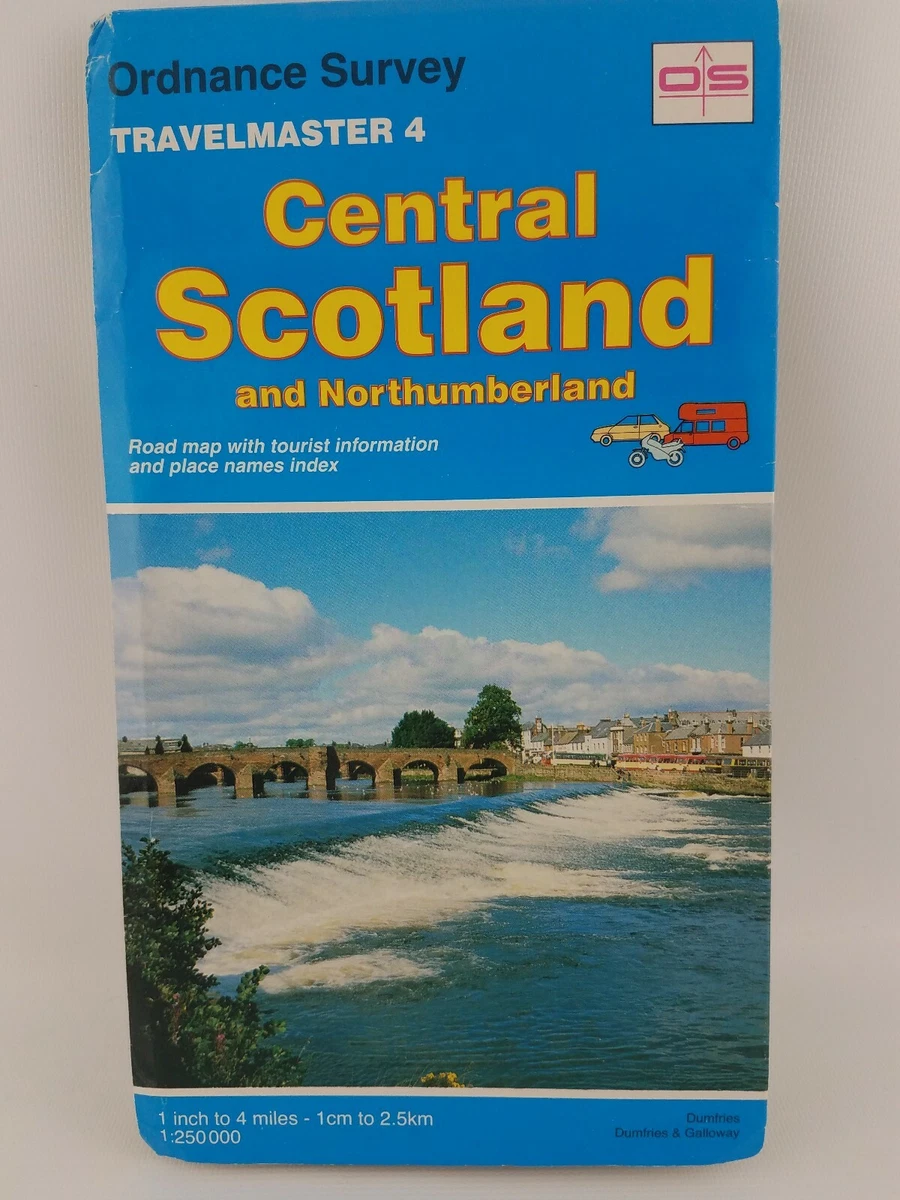 Ordnance Survey
OS
TRAVELMASTER 4
Central
Scotland
and Northumberland
Road map with tourist information
and place names index
1 inch to 4 miles - 1cm to 2.5km
1:250 000
Dumfries
Dumfries & Galloway